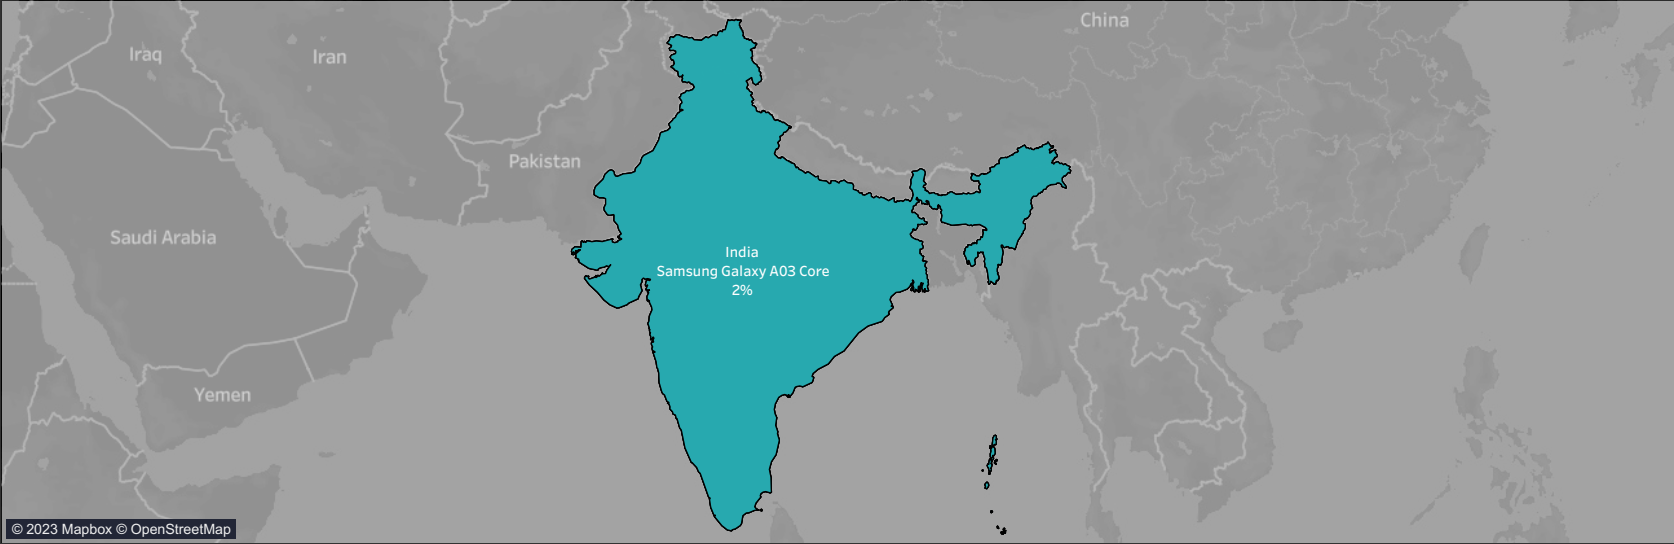 China
Iraq
Iran
Pakistan
Saudi Arabia
India
Samsung Galaxy A03 Core
2%
Yemen
© 2023 Mapbox © OpenStreetMap